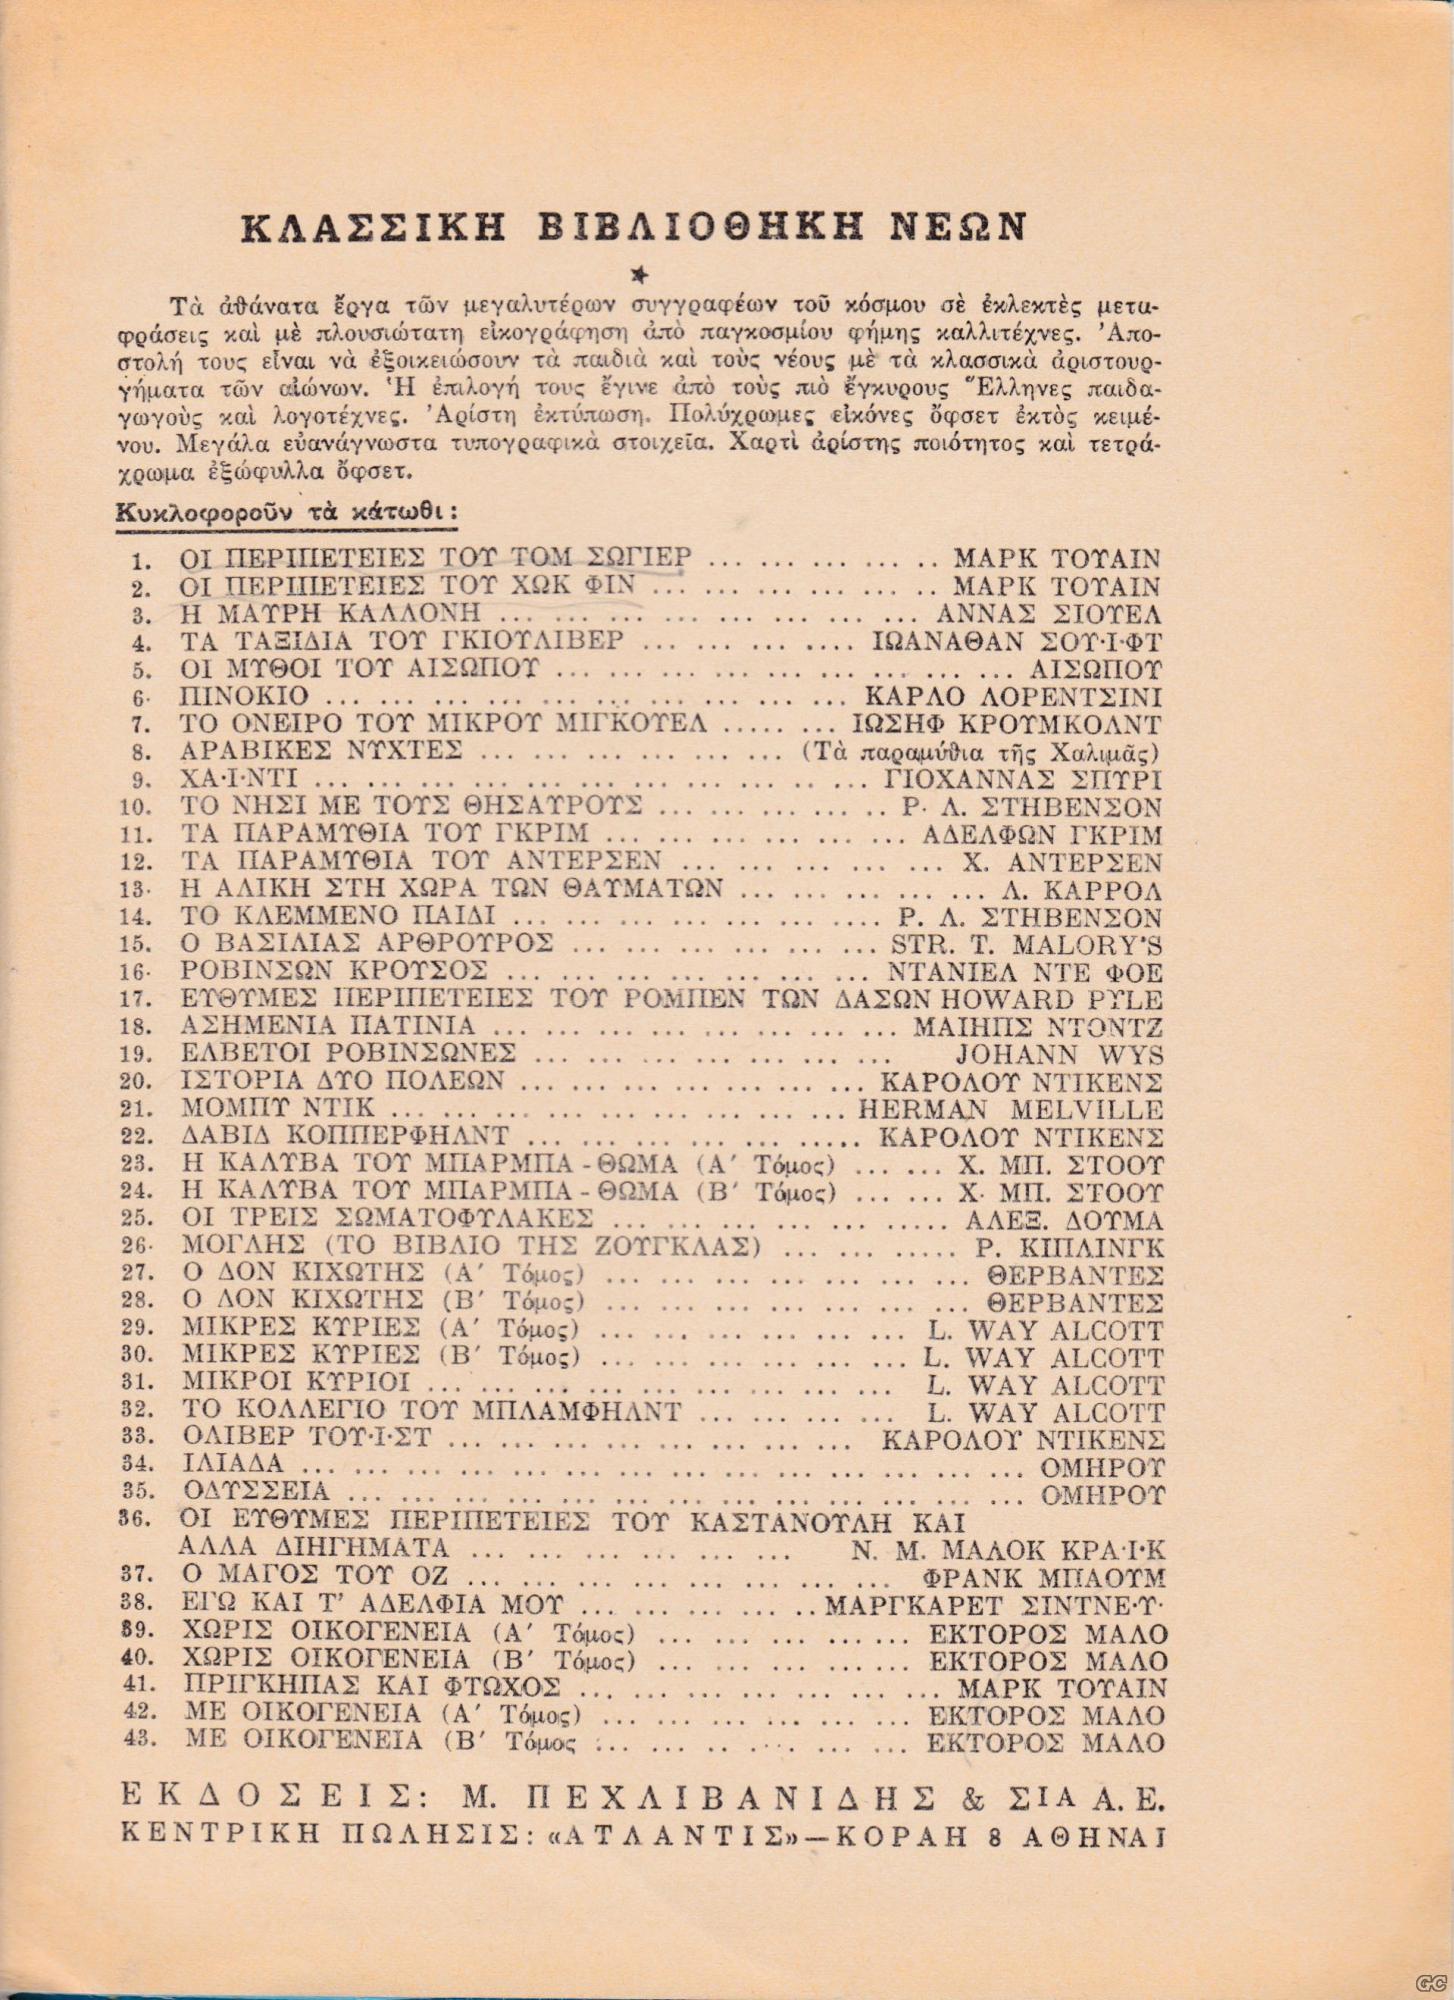 ΚΛΑΣΣΙΚΗ ΒΙΒΛΙΟΘΗΚΗ ΝΕΩΝ
★
Τὰ ἀθάνατα ἔργα τῶν μεγαλυτέρων συγγραφέων τοῦ κόσμου σὲ ἐκλεκτὲς μετα-
φράσεις καὶ μὲ πλουσιώτατη εἰκογράφηση ἀπὸ παγκοσμίου φήμης καλλιτέχνες. Ἀπο-
στολή τους εἶναι νὰ ἐξοικειώσουν τὰ παιδιὰ καὶ τοὺς νέους μὲ τὰ κλασσικὰ ἀριστουρ-
γήματα τῶν αἰώνων. Ἡ ἐπιλογή τους ἔγινε ἀπὸ τοὺς πιὸ ἔγκυρους Ἕλληνες παιδα-
γωγοὺς καὶ λογοτέχνες. Ἀρίστη ἐκτύπωση. Πολύχρωμες εἰκόνες ὄφσετ ἐκτὸς κειμέ-
νου. Μεγάλα εὐανάγνωστα τυπογραφικὰ στοιχεῖα. Χαρτὶ ἀρίστης ποιότητος καὶ τετρά-
χρωμα ἐξώφυλλα ὄφσετ.
Κυκλοφοροῦν τὰ κάτωθι:
1. ΟΙ ΠΕΡΙΠΕΤΕΙΕΣ ΤΟΥ ΤΟΜ ΣΩΓΙΕΡ ... ... ... ... .. ΜΑΡΚ ΤΟΥΑΙΝ
2. ΟΙ ΠΕΡΙΠΕΤΕΙΕΣ ΤΟΥ ΧΩΚ ΦΙΝ ... ... ... ... ... .. ΜΑΡΚ ΤΟΥΑΙΝ
3. Η ΜΑΥΡΗ ΚΑΛΛΟΝΗ ... ... ... ... ... ... ... ... ΑΝΝΑΣ ΣΙΟΥΕΛ
4. ΤΑ ΤΑΞΙΔΙΑ ΤΟΥ ΓΚΙΟΥΛΙΒΕΡ ... ... ... .... ΙΩΑΝΑΘΑΝ ΣΟΥ·Ι·ΦΤ
5. ΟΙ ΜΥΘΟΙ ΤΟΥ ΑΙΣΩΠΟΥ ... ... ... ... ... ... ... ... ... ΑΙΣΩΠΟΥ
6· ΠΙΝΟΚΙΟ ... ... ... ... ... ... ... ... ... ... ΚΑΡΛΟ ΛΟΡΕΝΤΣΙΝΙ
7. ΤΟ ΟΝΕΙΡΟ ΤΟΥ ΜΙΚΡΟΥ ΜΙΓΚΟΥΕΛ ..... ... ΙΩΣΗΦ ΚΡΟΥΜΚΟΛΝΤ
8. ΑΡΑΒΙΚΕΣ ΝΥΧΤΕΣ ... ... ... ... ... ... (Τὰ παραμύθια τῆς Χαλιμᾶς)
9. ΧΑ·Ι·ΝΤΙ ... ... ... ... ... ... ... ... ... .. ... ΓΙΟΧΑΝΝΑΣ ΣΠΥΡΙ
10. ΤΟ ΝΗΣΙ ΜΕ ΤΟΥΣ ΘΗΣΑΥΡΟΥΣ ... ... ... ... .. Ρ· Λ. ΣΤΗΒΕΝΣΟΝ
11. ΤΑ ΠΑΡΑΜΥΘΙΑ ΤΟΥ ΓΚΡΙΜ ... ... ... ... ... ... ΑΔΕΛΦΩΝ ΓΚΡΙΜ
12. ΤΑ ΠΑΡΑΜΥΘΙΑ ΤΟΥ ΑΝΤΕΡΣΕΝ ... ... ... ... ... Χ. ΑΝΤΕΡΣΕΝ
13· Η ΑΛΙΚΗ ΣΤΗ ΧΩΡΑ ΤΩΝ ΘΑΥΜΑΤΩΝ ... ... ... ... ... Λ. ΚΑΡΡΟΛ
14. ΤΟ ΚΛΕΜΜΕΝΟ ΠΑΙΔΙ ... ... ... ... ... ... .... Ρ. Λ. ΣΤΗΒΕΝΣΟΝ
15. Ο ΒΑΣΙΛΙΑΣ ΑΡΘΡΟΥΡΟΣ ... ... ... ... ... ... STR. T. MALORY'S
16· ΡΟΒΙΝΣΩΝ ΚΡΟΥΣΟΣ ... ... ... ... ... ... ... ΝΤΑΝΙΕΛ ΝΤΕ ΦΟΕ
17. ΕΥΘΥΜΕΣ ΠΕΡΙΠΕΤΕΙΕΣ ΤΟΥ ΡΟΜΠΕΝ ΤΩΝ ΔΑΣΩΝ HOWARD PYLE
18. ΑΣΗΜΕΝΙΑ ΠΑΤΙΝΙΑ ... ... ... ... ... ... ... ... ΜΑΙΗΠΣ ΝΤΟΝΤΖ
19. ΕΛΒΕΤΟΙ ΡΟΒΙΝΣΩΝΕΣ ... ... ... ... ... ... ... JOHANN WYS
20. ΙΣΤΟΡΙΑ ΔΥΟ ΠΟΛΕΩΝ ... ... ... ... ... ... ... ΚΑΡΟΛΟΥ ΝΤΙΚΕΝΣ
21. ΜΟΜΠΥ ΝΤΙΚ ... ... ... ... ... ... ... ... ... HERMAN MELVILLE
22. ΔΑΒΙΔ ΚΟΠΠΕΡΦΗΛΝΤ ... ... ... ... ... ..... ΚΑΡΟΛΟΥ ΝΤΙΚΕΝΣ
23. Η ΚΑΛΥΒΑ ΤΟΥ ΜΠΑΡΜΠΑ - ΘΩΜΑ (Α' Τόμος) ... ... Χ. ΜΠ. ΣΤΟΟΥ
24. Η ΚΑΛΥΒΑ ΤΟΥ ΜΠΑΡΜΠΑ - ΘΩΜΑ (Β' Τόμος) ... ... Χ· ΜΠ. ΣΤΟΟΥ
25. ΟΙ ΤΡΕΙΣ ΣΩΜΑΤΟΦΥΛΑΚΕΣ ... ... ... ... ... ..... ΑΛΕΞ. ΔΟΥΜΑ
26· ΜΟΓΛΗΣ (ΤΟ ΒΙΒΛΙΟ ΤΗΣ ΖΟΥΓΚΛΑΣ) ... ... ..... Ρ. ΚΙΠΛΙΝΓΚ
27. Ο ΔΟΝ ΚΙΧΩΤΗΣ (Α' Τόμος) ... ... ... ... ... ... ... ΘΕΡΒΑΝΤΕΣ
28. Ο ΔΟΝ ΚΙΧΩΤΗΣ (Β' Τόμος) ... ... ... ... ... ... ... ΘΕΡΒΑΝΤΕΣ
29. ΜΙΚΡΕΣ ΚΥΡΙΕΣ (Α' Τόμος) ... ... ... ... ... ... L. WAY ALCOTT
30. ΜΙΚΡΕΣ ΚΥΡΙΕΣ (Β' Τόμος) ... ... ... ... ... ... L. WAY ALCOTT
31. ΜΙΚΡΟΙ ΚΥΡΙΟΙ ... ... ... ... ... ... ... ... ... L. WAY ALCOTT
32. ΤΟ ΚΟΛΛΕΓΙΟ ΤΟΥ ΜΠΛΑΜΦΗΛΝΤ ... ... ... ... L. WAY ALCOTT
33. ΟΛΙΒΕΡ ΤΟΥ·Ι·ΣΤ ... ... ... ... ... ... ... ... ΚΑΡΟΛΟΥ ΝΤΙΚΕΝΣ
34. ΙΛΙΑΔΑ ... ... ... ... ... ... ... ... ... ... ... ... ... ... ΟΜΗΡΟΥ
35. ΟΔΥΣΣΕΙΑ ... ... ... ... ... ... ... ... ... ... ... ... ... ΟΜΗΡΟΥ
36. ΟΙ ΕΥΘΥΜΕΣ ΠΕΡΙΠΕΤΕΙΕΣ ΤΟΥ ΚΑΣΤΑΝΟΥΛΗ ΚΑΙ
ΑΛΛΑ ΔΙΗΓΗΜΑΤΑ ... ... ... ... ... ... Ν. Μ. ΜΑΛΟΚ ΚΡΑ·Ι·Κ
37. Ο ΜΑΓΟΣ ΤΟΥ ΟΖ ... ... ... ... ... ... ... ... ΦΡΑΝΚ ΜΠΑΟΥΜ
38. ΕΓΩ ΚΑΙ Τ' ΑΔΕΛΦΙΑ ΜΟΥ ... ... ... ... .. ΜΑΡΓΚΑΡΕΤ ΣΙΝΤΝΕ·Υ·
39. ΧΩΡΙΣ ΟΙΚΟΓΕΝΕΙΑ (Α' Τόμος) ... ... ... ... ... ΕΚΤΟΡΟΣ ΜΑΛΟ
40. ΧΩΡΙΣ ΟΙΚΟΓΕΝΕΙΑ (Β' Τόμος) ... ... ... ... ... ΕΚΤΟΡΟΣ ΜΑΛΟ
41. ΠΡΙΓΚΗΠΑΣ ΚΑΙ ΦΤΩΧΟΣ ... ... ... ... ... ... ... ΜΑΡΚ ΤΟΥΑΙΝ
42. ΜΕ ΟΙΚΟΓΕΝΕΙΑ (Α' Τόμος) ... ... ... ... ... ... ΕΚΤΟΡΟΣ ΜΑΛΟ
43. ΜΕ ΟΙΚΟΓΕΝΕΙΑ (Β' Τόμος ... ... .. ... ... ... ΕΚΤΟΡΟΣ ΜΑΛΟ
ΕΚΔΟΣΕΙΣ: Μ. ΠΕΧΛΙΒΑΝΙΔΗΣ & ΣΙΑ Α. Ε.
ΚΕΝΤΡΙΚΗ ΠΩΛΗΣΙΣ: «ΑΤΛΑΝΤΙΣ» — ΚΟΡΑΗ 8 ΑΘΗΝΑΙ
GC